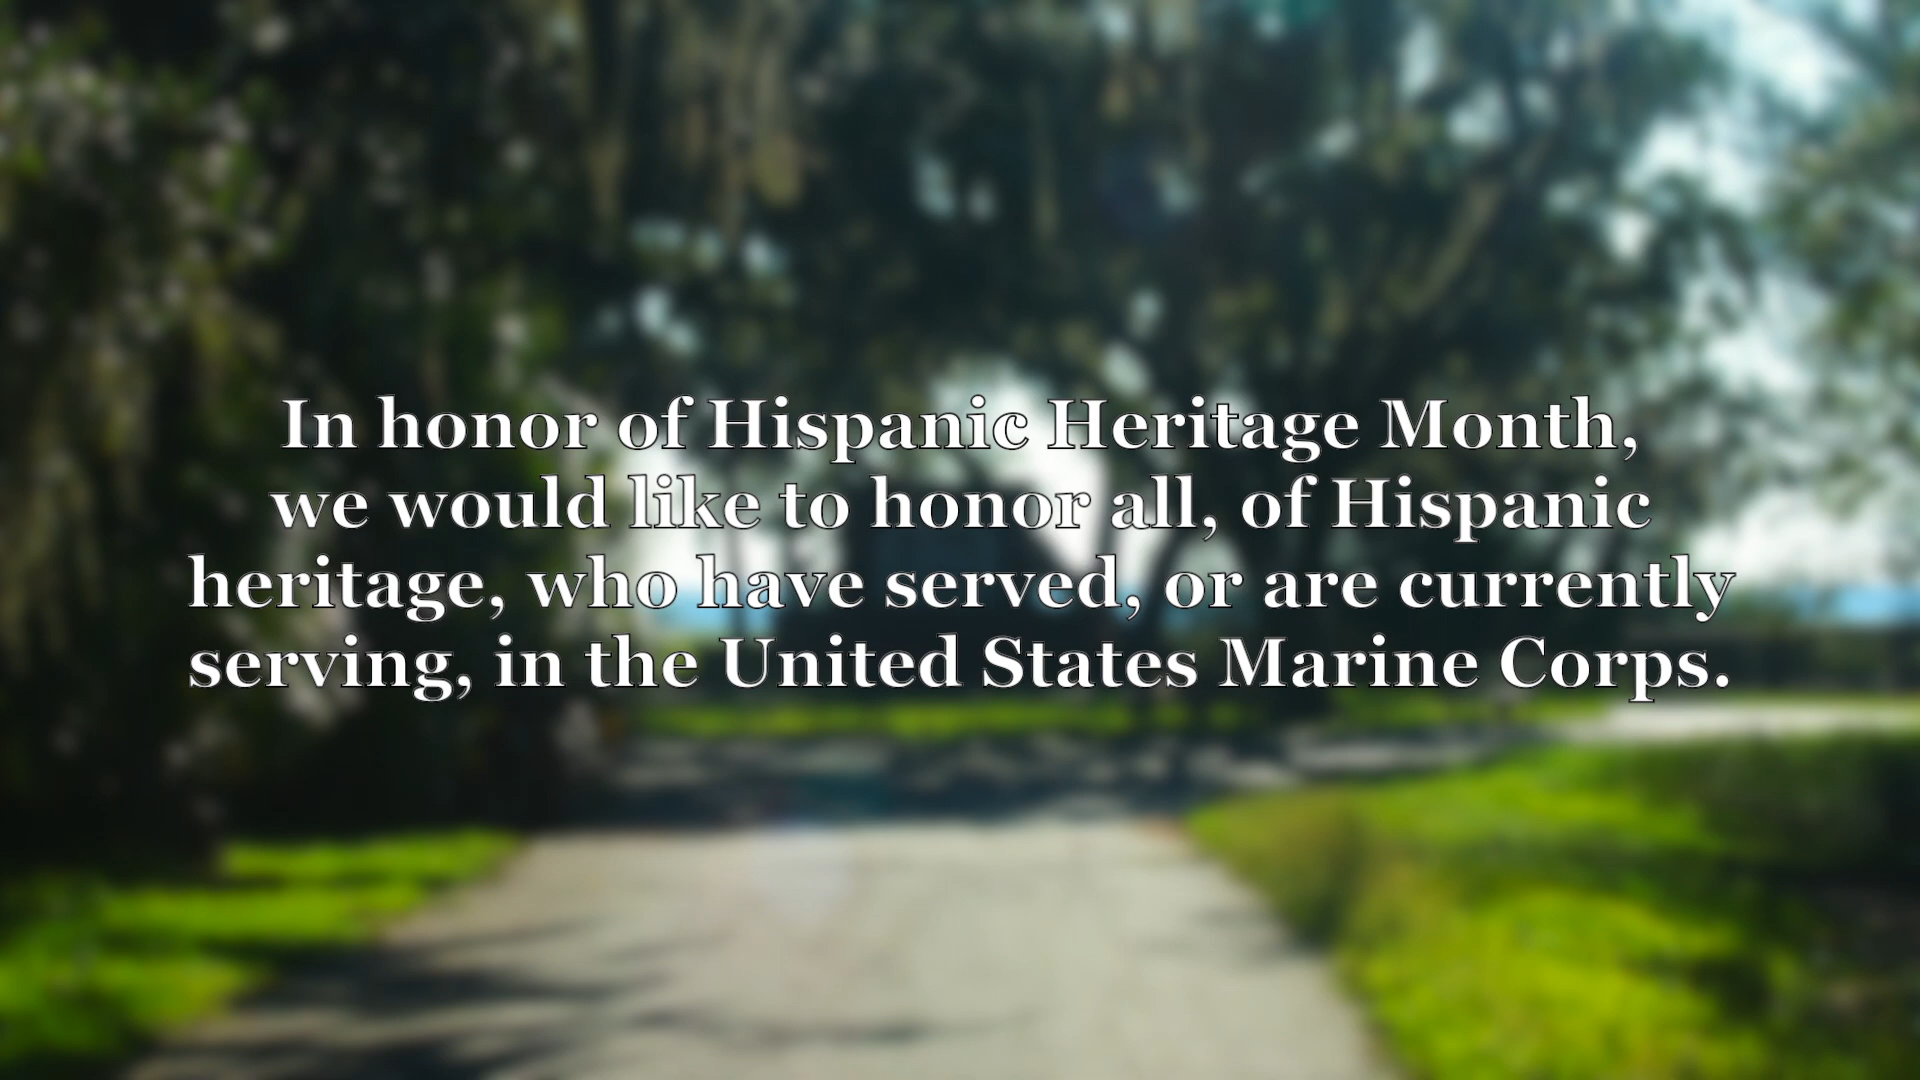 In honor of Hispanic Heritage Month,
we would like to honor all, of Hispanic
heritage, who have served, or are currently
serving, in the United States Marine Corps.